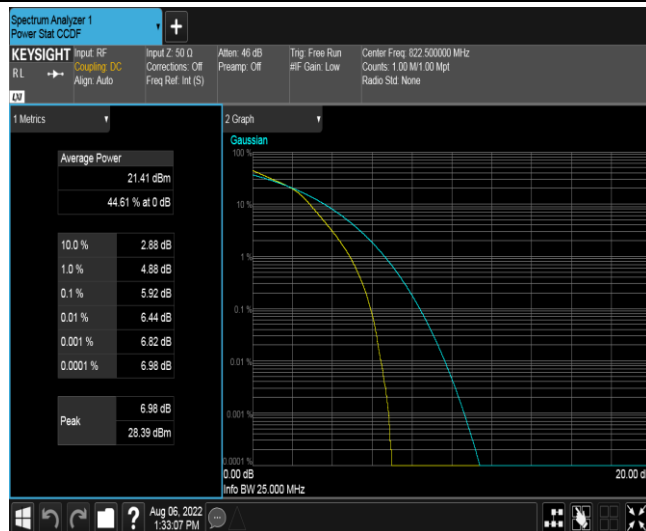 Spectrum Analyzer 1
Power Stat CCDF
+
KEYSIGHT
RL
Input: RF
Coupling: DC
Align: Auto
Input Z: 50 Ω
Corrections: Off
Freq Ref: Int (S)
Atten: 46 dB
Preamp: Off
Trig: Free Run
#IF Gain: Low
Center Freq: 822.500000 MHz
Counts: 1.00 M/1.00 Mpt
Radio Std: None
1 Metrics
Average Power
21.41 dBm
44.61 % at 0 dB
10.0 % 2.88 dB
1.0 % 4.88 dB
0.1 % 5.92 dB
0.01 % 6.44 dB
0.001 % 6.82 dB
0.0001 % 6.98 dB
Peak
6.98 dB
28.39 dBm
2 Graph
Gaussian
100 %
10 %
1 %
0.1 %
0.01 %
0.001 %
0.0001 %
0.00 dB
20.00 d
Info BW 25.000 MHz
?
Aug 06, 2022
1:33:07 PM